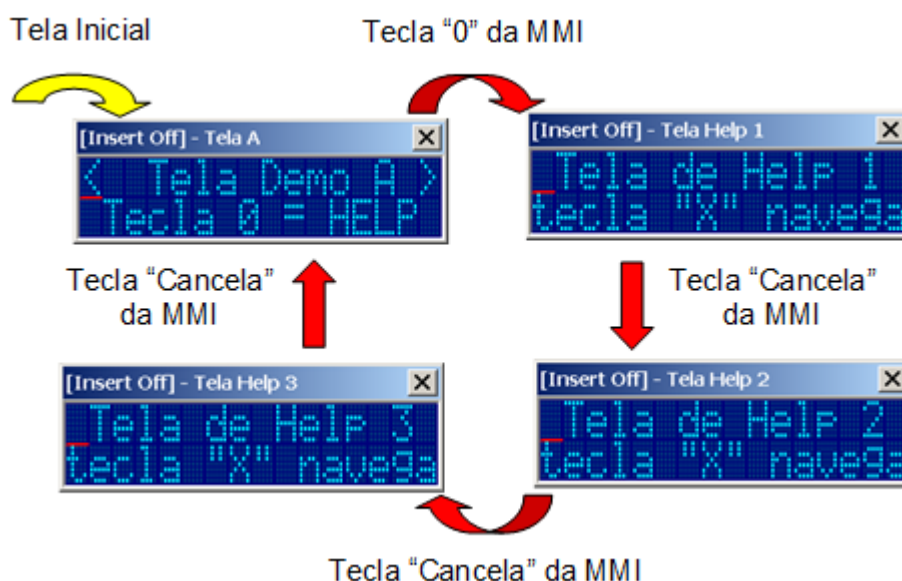 Tela Inicial
Tecla “0” da MMI
[Insert Off] - Tela A
< Tela Demo A >
Tecla 0 = HELP
[Insert Off] - Tela Help 1
Tela de Help 1
tecla "X" navega
Tecla “Cancela”
da MMI
Tecla “Cancela”
da MMI
[Insert Off] - Tela Help 3
Tela de Help 3
tecla "X" navega
[Insert Off] - Tela Help 2
Tela de Help 2
tecla "X" navega
Tecla “Cancela” da MMI